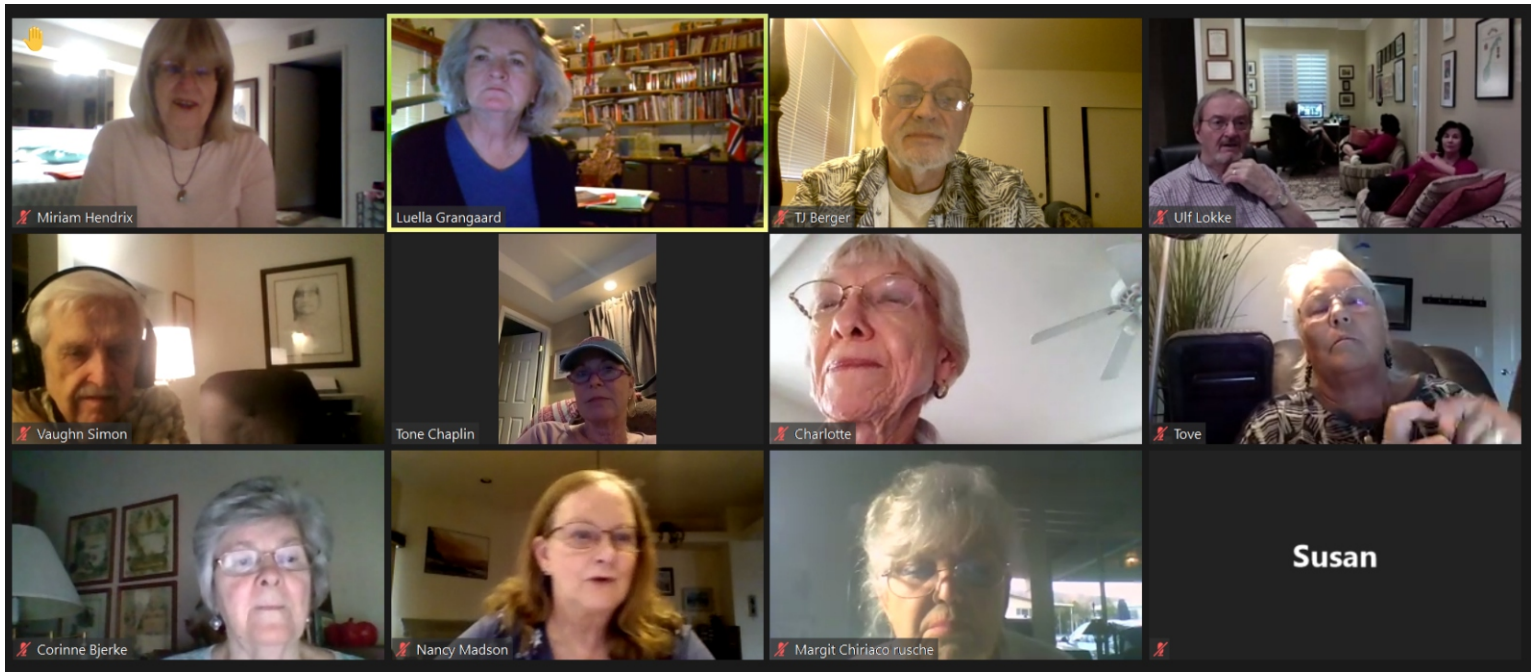 Miriam Hendrix
Luella Grangaard
TJ Berger
Ulf Lokke
Vaughn Simon
Tone Chaplin
Charlotte
Tove
Corinne Bjerke
Nancy Madson
Margit Chiriaco rusche
Susan